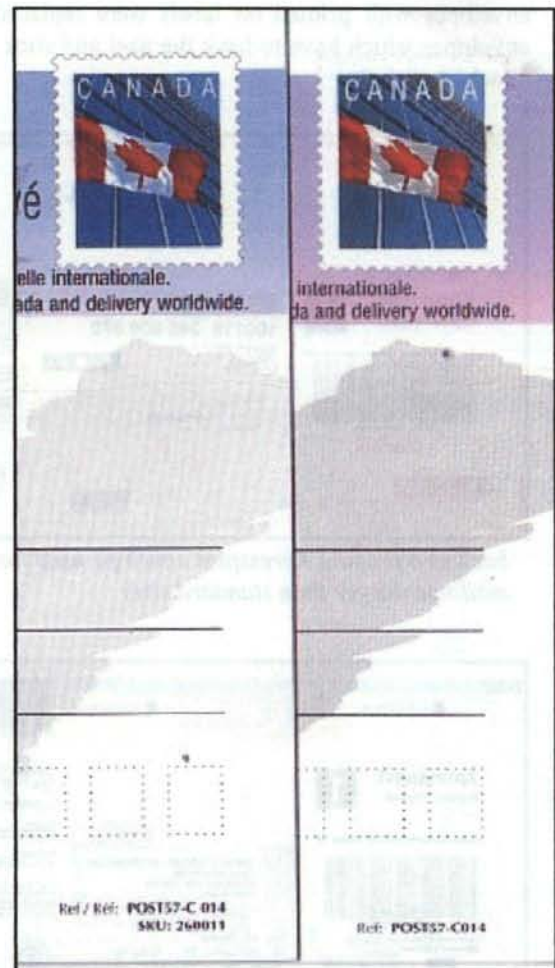 CANADA
vé
elle internationale.
ada and delivery worldwide.
Ref / Réf: POST57-C 014
SKU: 260011
CANADA
internationale.
da and delivery worldwide.
Ref: POST57-C014